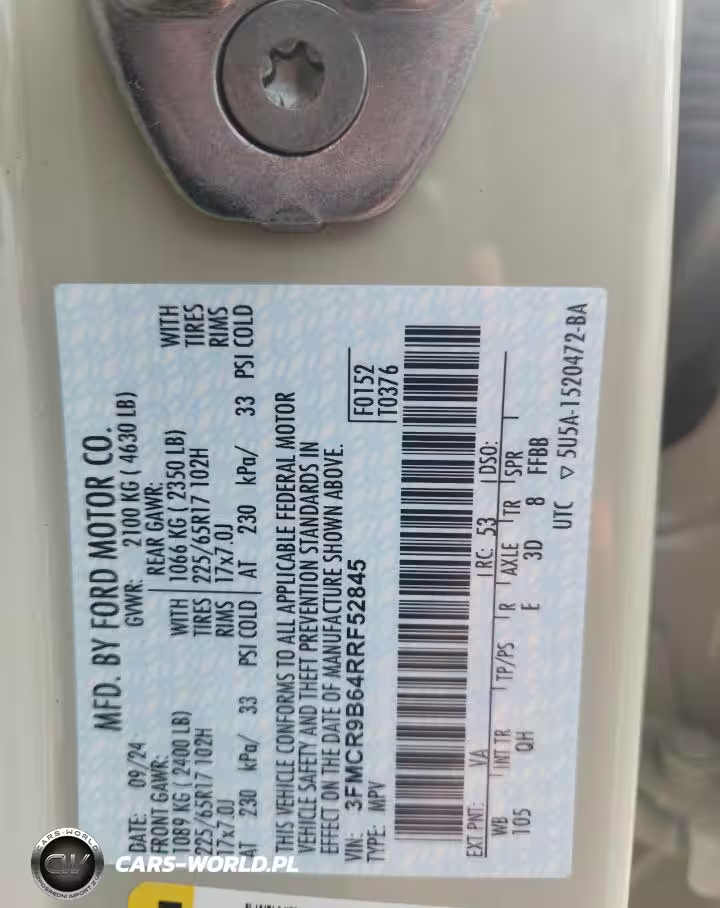 MFD. BY FORD MOTOR CO.
DATE: 09/24 GVWR: 2100 KG ( 4630 LB)
FRONT GAWR: REAR GAWR:
1089 KG ( 2400 LB) WITH 1066 KG ( 2350 LB) WITH
225/65R17 102H TIRES 225/65R17 102H TIRES
17x7.0J RIMS 17x7.0J RIMS
AT 230 kPa/ 33 PSI COLD AT 230 kPa/ 33 PSI COLD
THIS VEHICLE CONFORMS TO ALL APPLICABLE FEDERAL MOTOR
VEHICLE SAFETY AND THEFT PREVENTION STANDARDS IN
EFFECT ON THE DATE OF MANUFACTURE SHOWN ABOVE.
VIN: 3FMCR9B64RRF52845 F0152
TYPE: MPV T0376
EXT PNT: VA RC: 53 DSO:
WB INT TR TP/PS R AXLE TR SPR
105 QH E 3D 8 FFBB
UTC ▽ 5U5A-1520472-BA
CARS-WORLD
CW
CARS-WORLD.PL